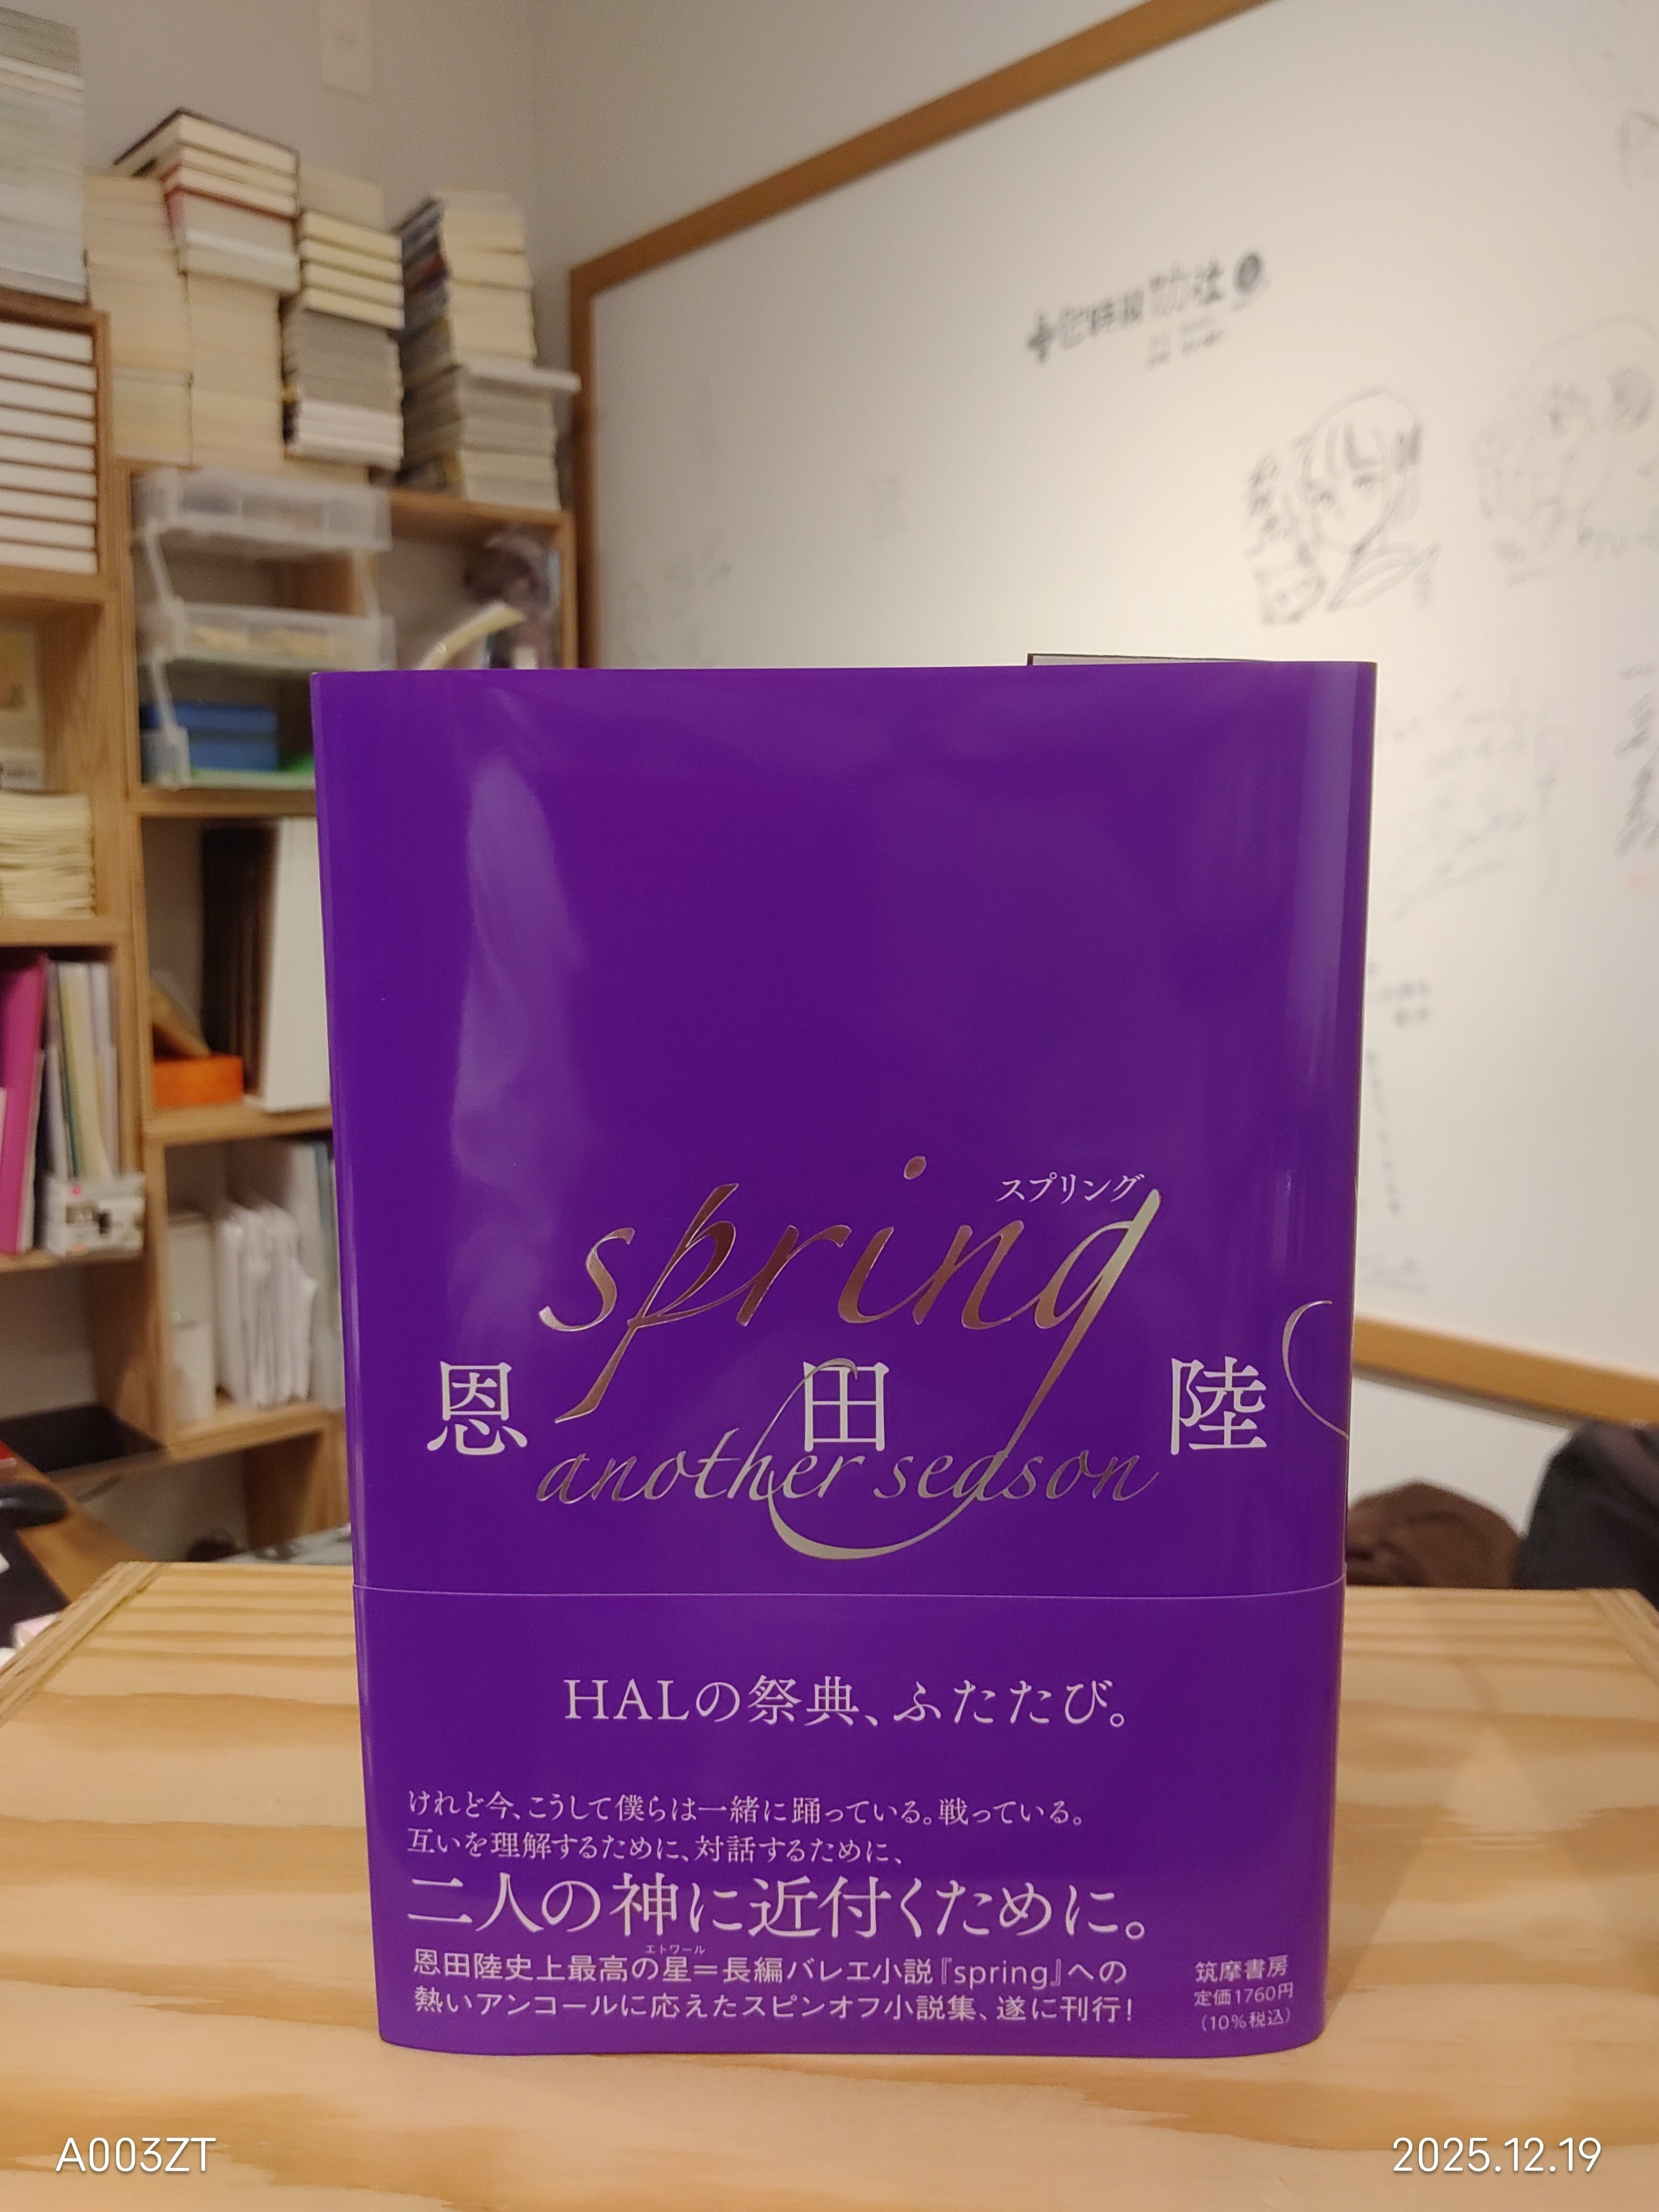 スプリング
spring
恩田陸
another season
HALの祭典、ふたたび。
けれど今、こうして僕らは一緒に踊っている。戦っている。
互いを理解するために、対話するために、
二人の神に近付くために。
エトワール
恩田陸史上最高の星＝長編バレエ小説『spring』への
熱いアンコールに応えたスピンオフ小説集、遂に刊行！
筑摩書房
定価1760円
(10%税込)
A003ZT
2025.12.19